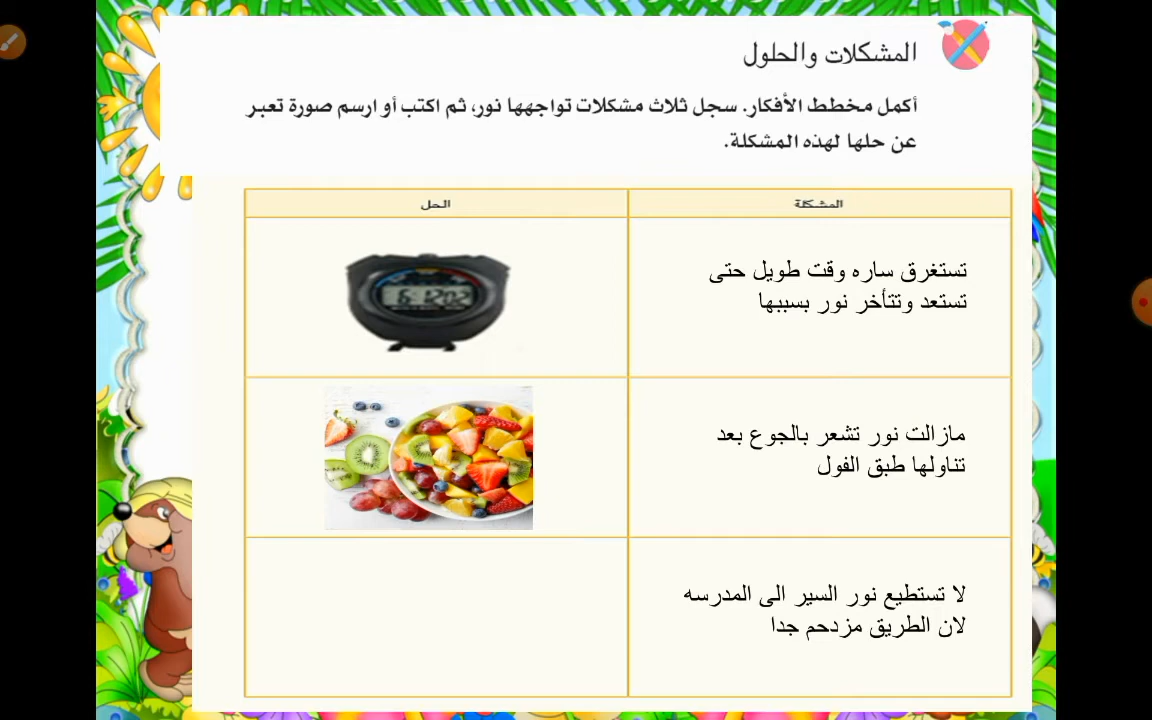 المشكلات والحلول
أكمل مخطط الأفكار. سجل ثلاث مشكلات تواجهها نور، ثم اكتب أو ارسم صورة تعبر
عن حلها لهذه المشكلة.
المشكلة
الحل
تستغرق ساره وقت طويل حتى
تستعد وتتأخر نور بسببها
6 1202
مازالت نور تشعر بالجوع بعد
تناولها طبق الفول
لا تستطيع نور السير الى المدرسه
لان الطريق مزدحم جدا